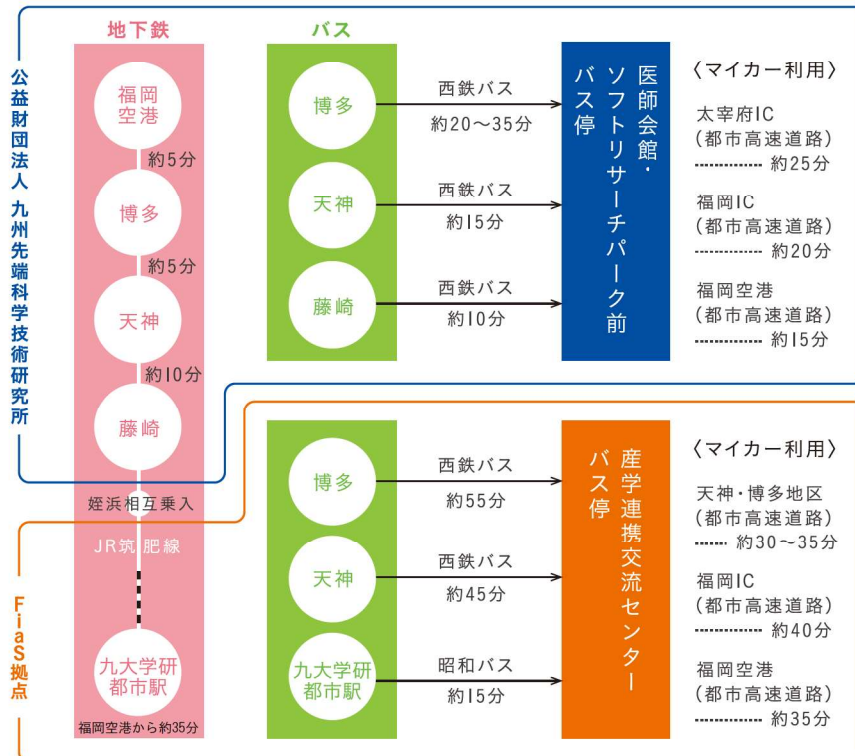 公益財団法人 九州先端科学技術研究所
地下鉄
福岡
空港
約5分
博多
約5分
天神
約10分
藤崎
姪浜相互乗入
JR筑肥線
九大学研
都市駅
福岡空港から約35分
バス
博多
西鉄バス
約20〜35分
天神
西鉄バス
約15分
藤崎
西鉄バス
約10分
医師会館・
ソフトリサーチパーク前
バス停
〈マイカー利用〉
太宰府IC
(都市高速道路)
約25分
福岡IC
(都市高速道路)
約20分
福岡空港
(都市高速道路)
約15分
FiaS拠点
博多
西鉄バス
約55分
天神
西鉄バス
約45分
九大学研
都市駅
昭和バス
約15分
産学連携交流センター
バス停
〈マイカー利用〉
天神・博多地区
(都市高速道路)
約30〜35分
福岡IC
(都市高速道路)
約40分
福岡空港
(都市高速道路)
約35分